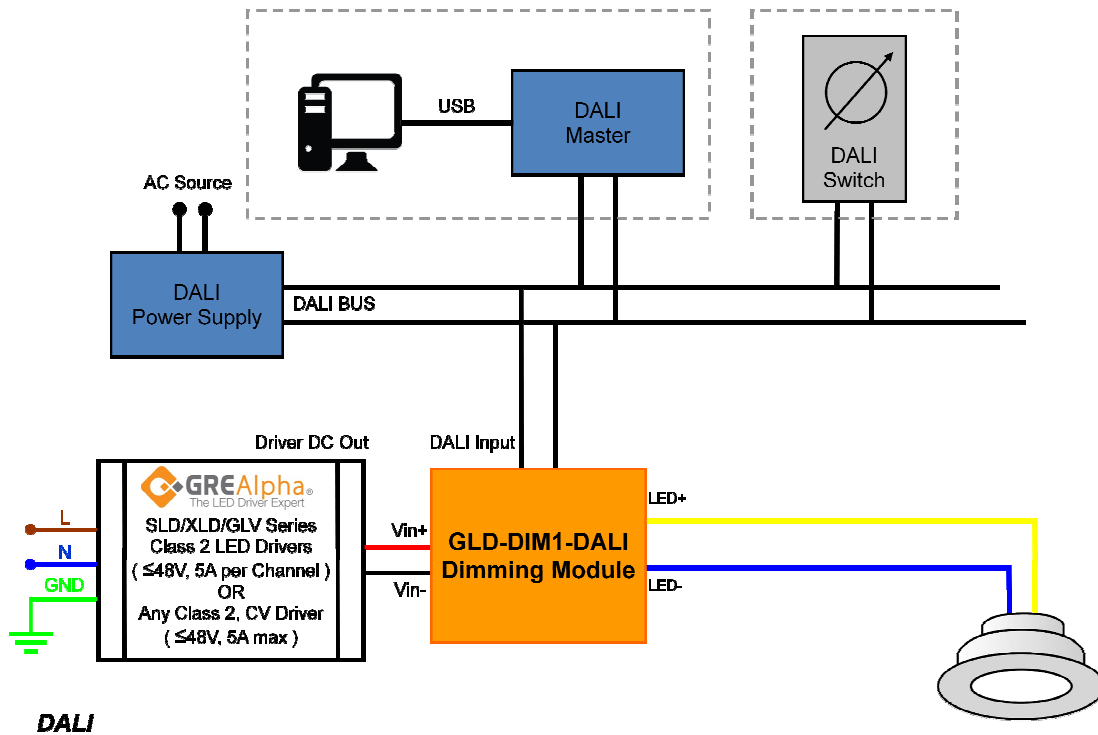 USB
DALI
Master
DALI
Switch
AC Source
DALI
Power Supply
DALI BUS
Driver DC Out
DALI Input
GREAlpha®
The LED Driver Expert
SLD/XLD/GLV Series
Class 2 LED Drivers
( ≤48V, 5A per Channel )
OR
Any Class 2, CV Driver
( ≤48V, 5A max )
L
N
GND
Vin+
Vin-
GLD-DIM1-DALI
Dimming Module
LED+
LED-
DALI